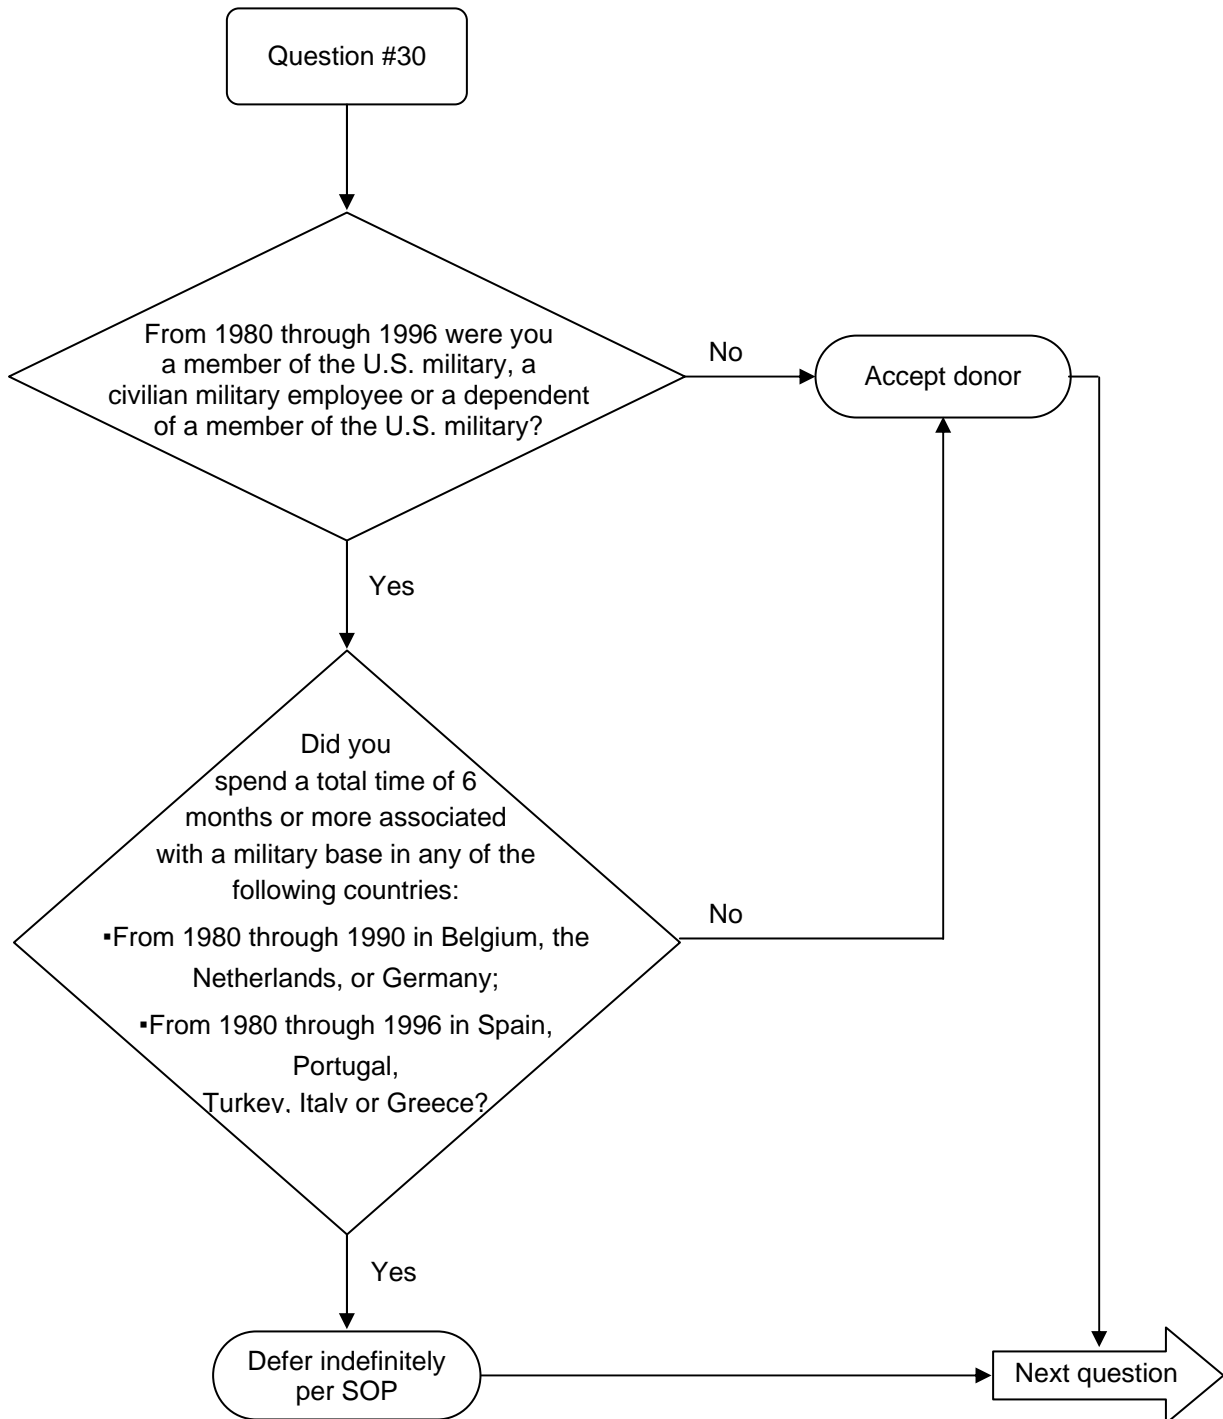 Question #30
From 1980 through 1996 were you
a member of the U.S. military, a
civilian military employee or a dependent
of a member of the U.S. military?
No
Accept donor
Yes
Did you
spend a total time of 6
months or more associated
with a military base in any of the
following countries:
▪From 1980 through 1990 in Belgium, the
Netherlands, or Germany;
▪From 1980 through 1996 in Spain,
Portugal,
Turkey, Italy or Greece?
No
Yes
Defer indefinitely
per SOP
Next question